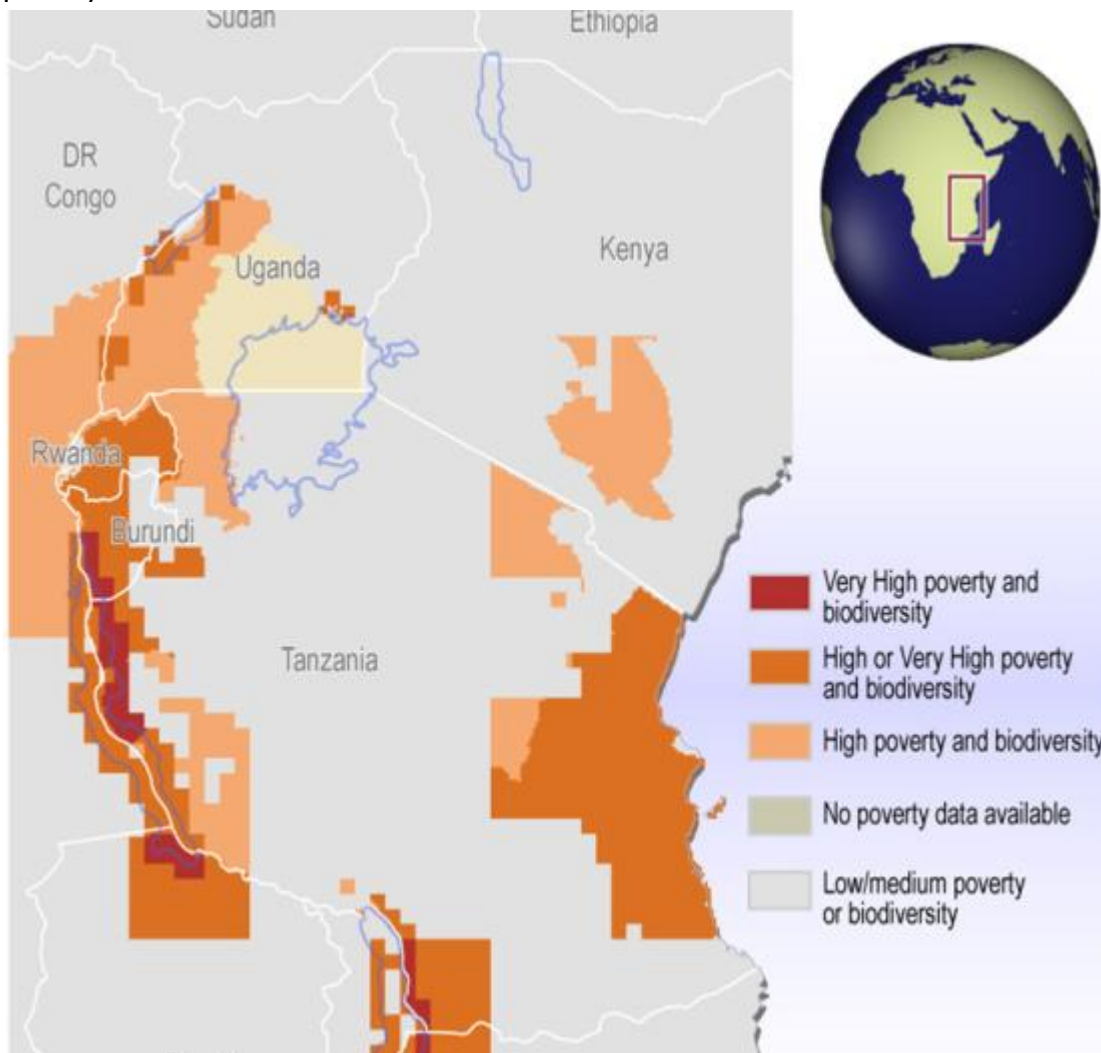 Sudan
Ethiopia
DR
Congo
Kenya
Uganda
Rwanda
Burundi
Tanzania
Very High poverty and
biodiversity
High or Very High poverty
and biodiversity
High poverty and biodiversity
No poverty data available
Low/medium poverty
or biodiversity